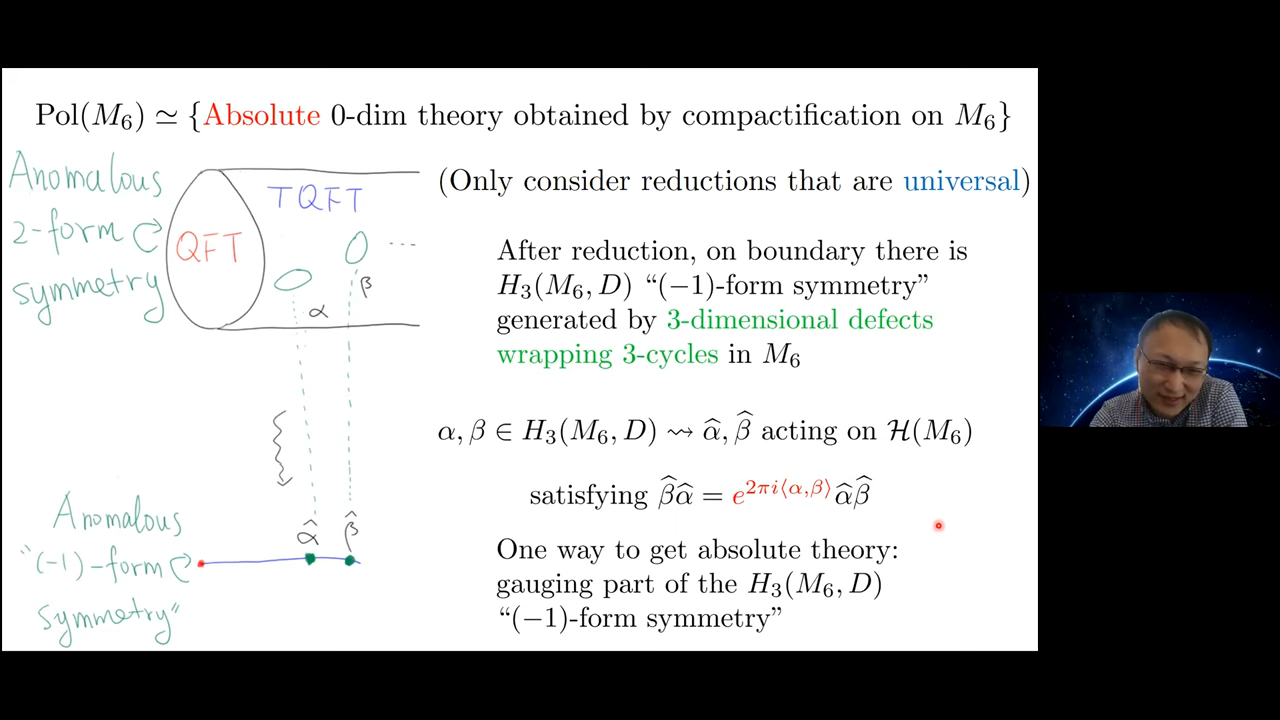 Pol(M₆) ≃ {Absolute 0-dim theory obtained by compactification on M₆}
Anomalous
2-form
symmetry
QFT
TQFT
...
α
β
(Only consider reductions that are universal)
After reduction, on boundary there is
H₃(M₆, D) “(−1)-form symmetry”
generated by 3-dimensional defects
wrapping 3-cycles in M₆
α, β ∈ H₃(M₆, D) ⇝ α̂, β̂ acting on ℋ(M₆)
satisfying β̂α̂ = e^{2πi⟨α,β⟩}α̂β̂
α̂
β̂
Anomalous
"(-1)-form
symmetry"
One way to get absolute theory:
gauging part of the H₃(M₆, D)
“(−1)-form symmetry”